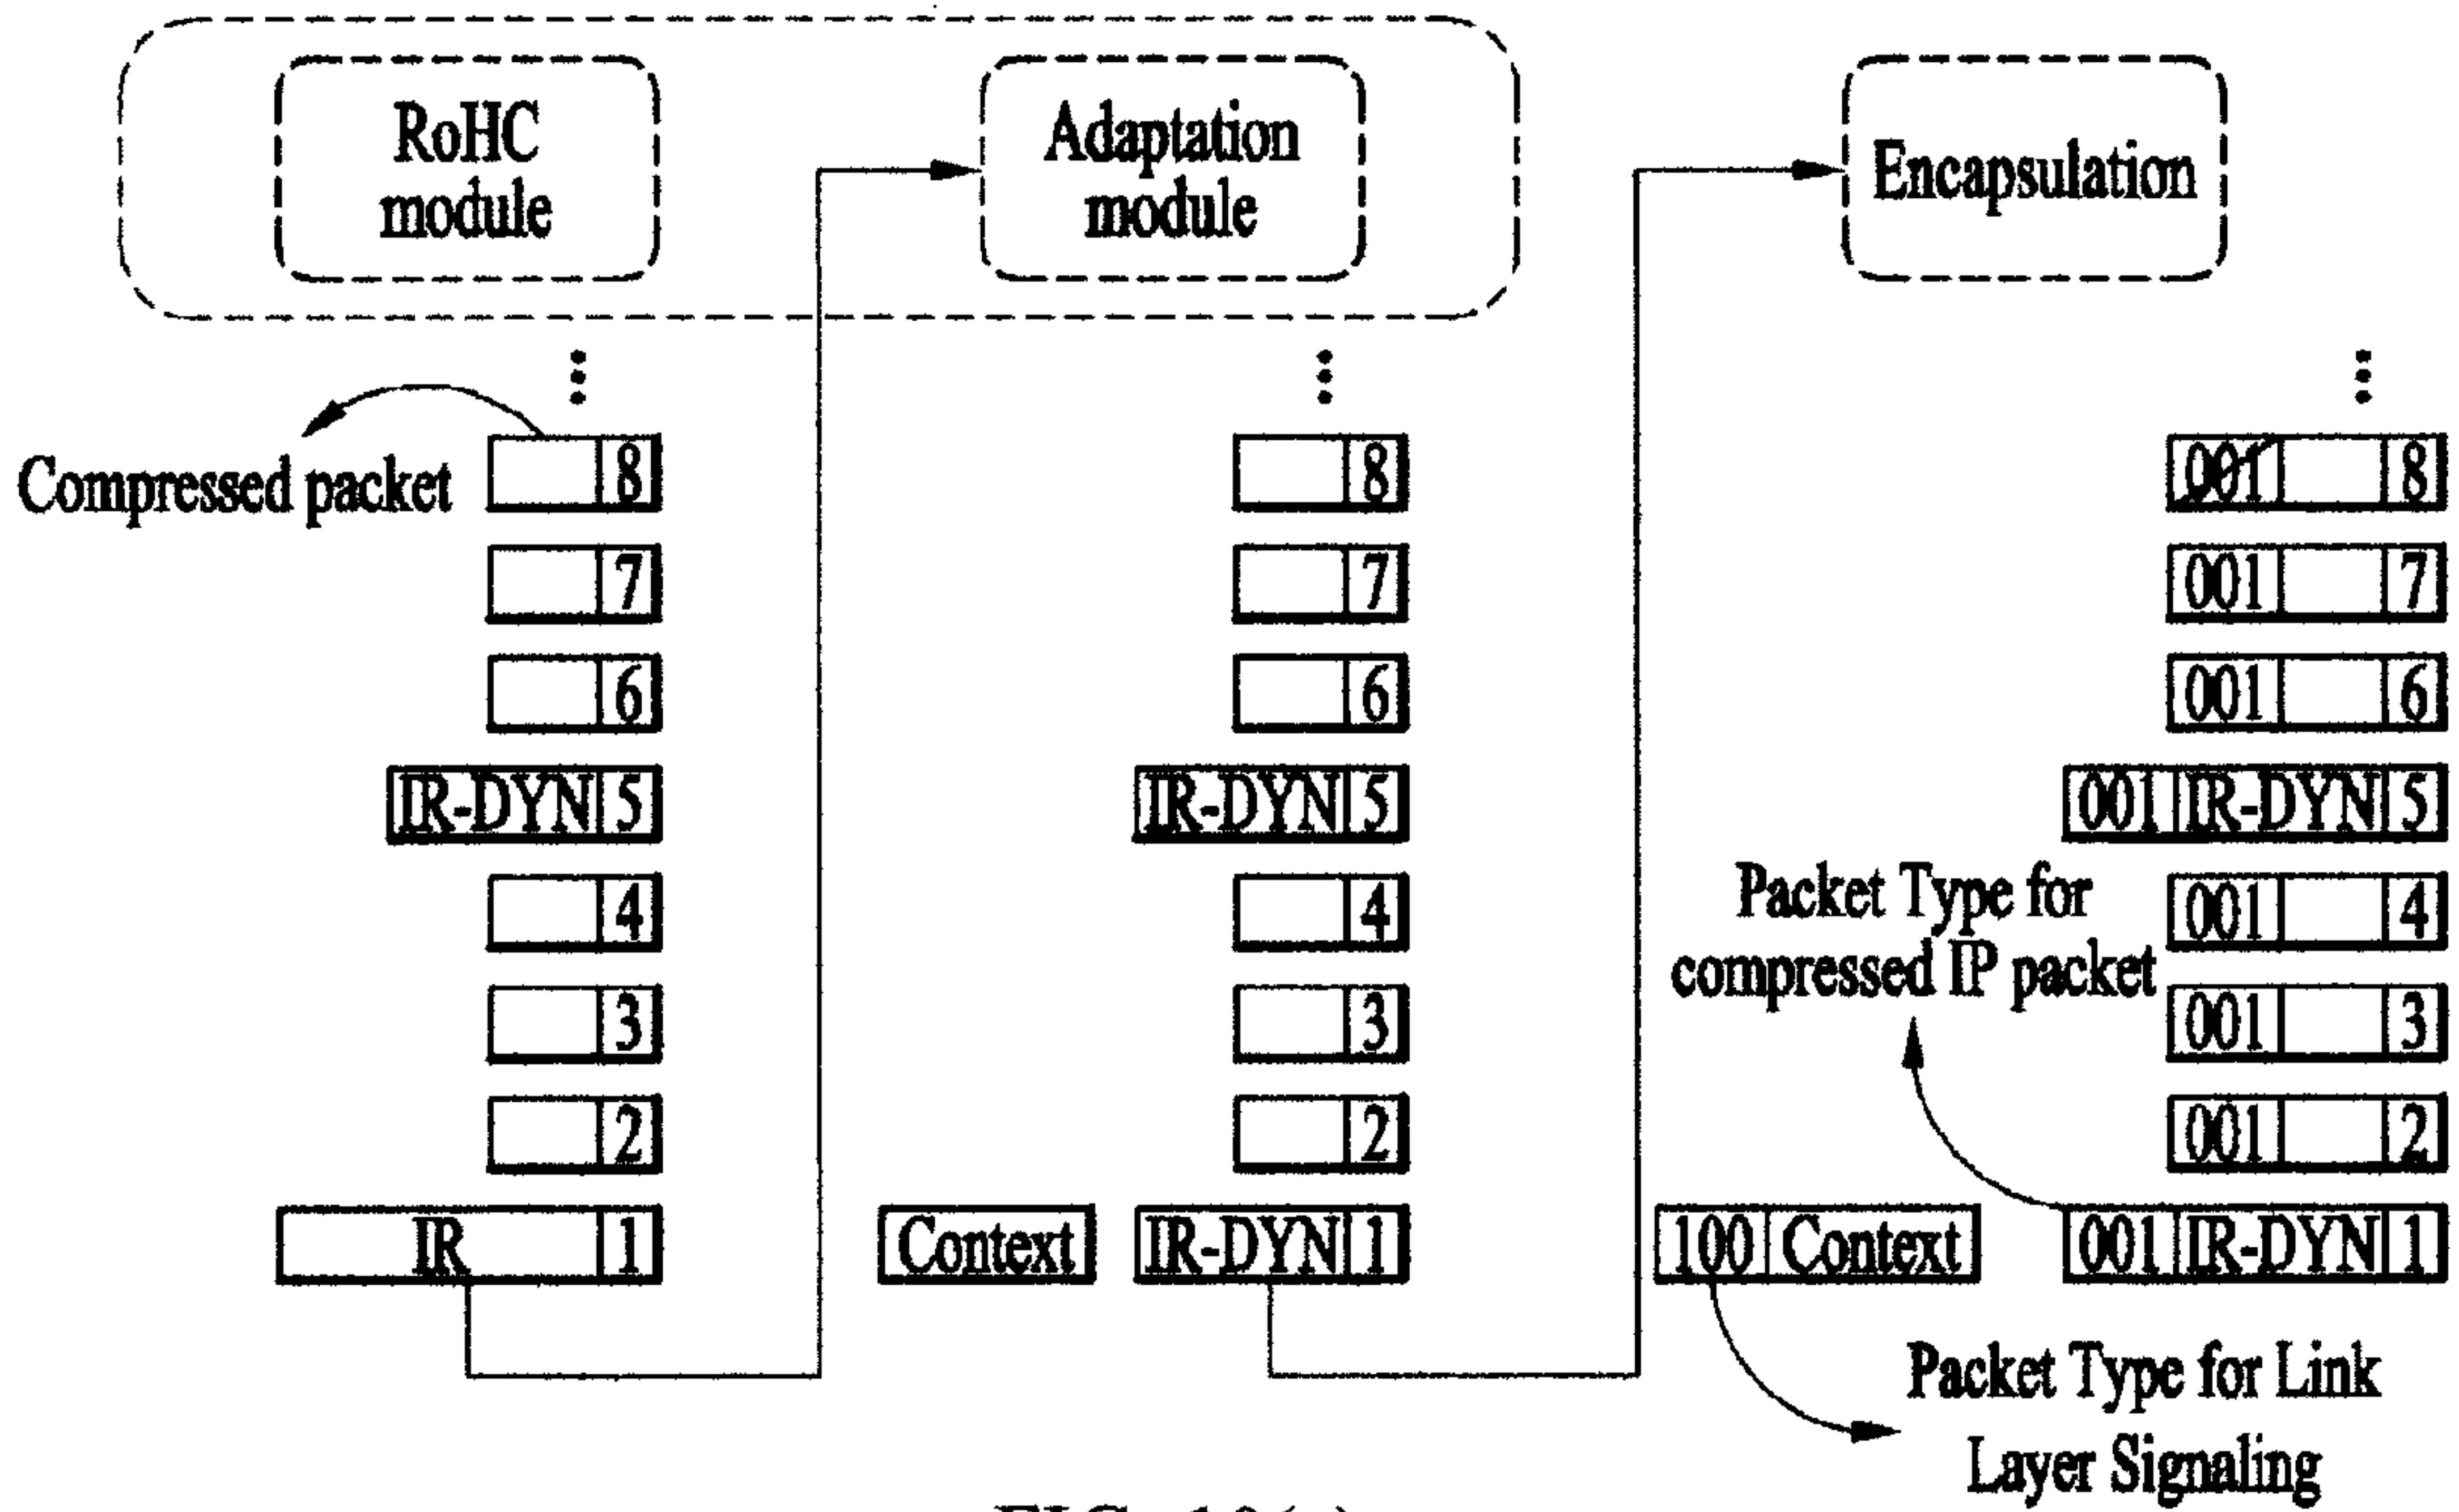 RoHC
module
Adaptation
module
Encapsulation
Compressed packet
8
8
001 8
7
7
001 7
6
6
001 6
IR-DYN 5
IR-DYN 5
001 IR-DYN 5
4
4
Packet Type for
compressed IP packet
001 4
3
3
001 3
2
2
001 2
IR 1
Context
IR-DYN 1
100 Context
001 IR-DYN 1
Packet Type for Link
Layer Signaling